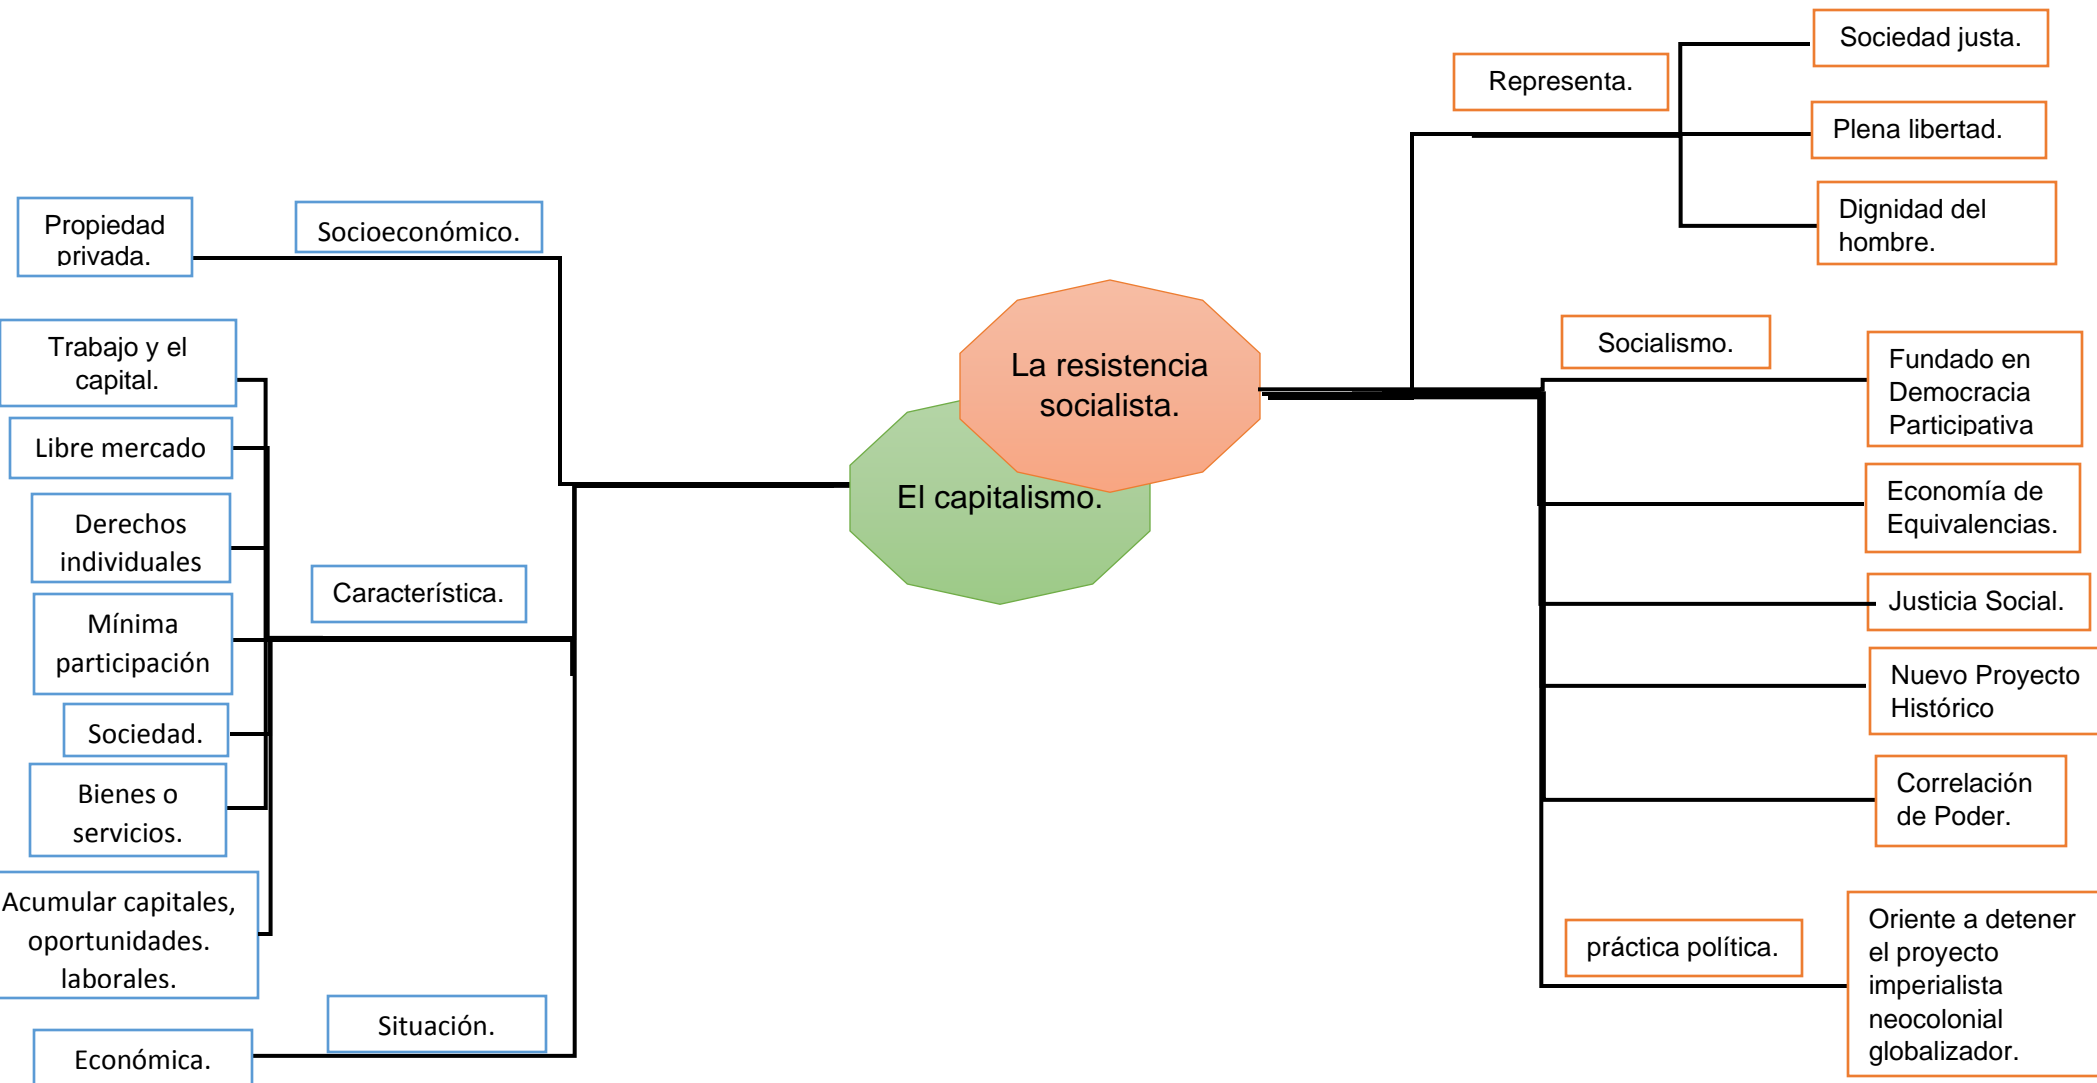 Sociedad justa.
Representa.
Plena libertad.
Dignidad del
hombre.
Propiedad
privada.
Socioeconómico.
Trabajo y el
capital.
Libre mercado
Derechos
individuales
Característica.
Mínima
participación
Sociedad.
Bienes o
servicios.
Acumular capitales,
oportunidades.
laborales.
Situación.
Económica.
La resistencia
socialista.
El capitalismo.
Socialismo.
Fundado en
Democracia
Participativa
Economía de
Equivalencias.
Justicia Social.
Nuevo Proyecto
Histórico
Correlación
de Poder.
práctica política.
Oriente a detener
el proyecto
imperialista
neocolonial
globalizador.